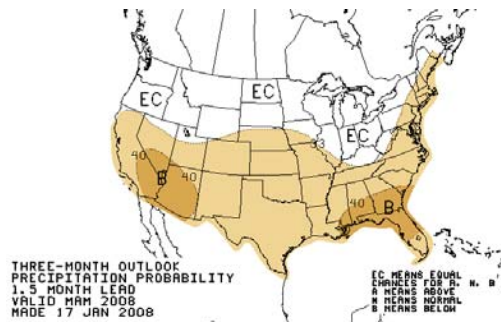 EC
EC
33
EC
40
B
40
40
B
THREE-MONTH OUTLOOK
PRECIPITATION PROBABILITY
1.5 MONTH LEAD
VALID MAM 2008
MADE 17 JAN 2008
EC MEANS EQUAL
CHANCES FOR A, N, B
A MEANS ABOVE
N MEANS NORMAL
B MEANS BELOW